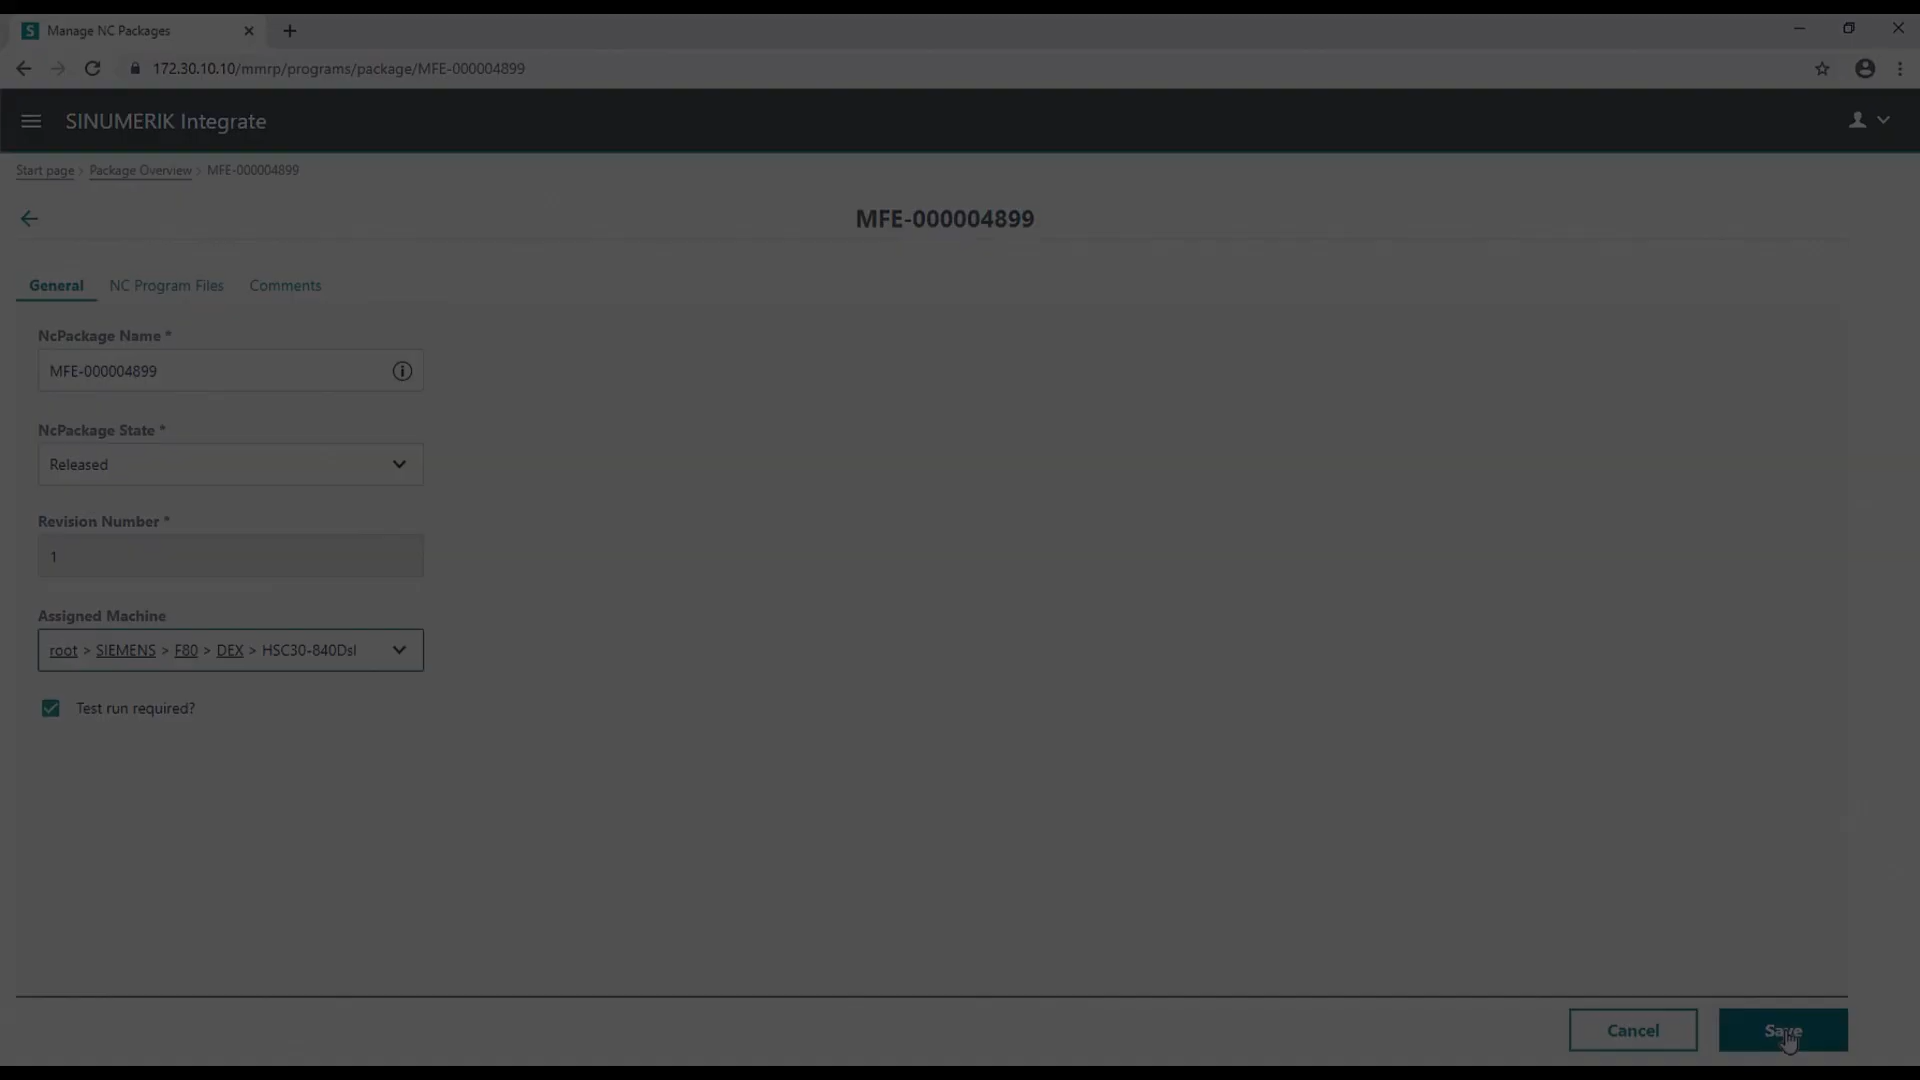 S Manage NC Packages
172.30.10.10/mmrp/programs/package/MFE-000004899
SINUMERIK Integrate
Start page > Package Overview > MFE-000004899
MFE-000004899
General NC Program Files Comments
NcPackage Name *
MFE-000004899
NcPackage State *
Released
Revision Number *
1
Assigned Machine
root > SIEMENS > F80 > DEX > HSC30-840Dsl
Test run required?
Cancel Save